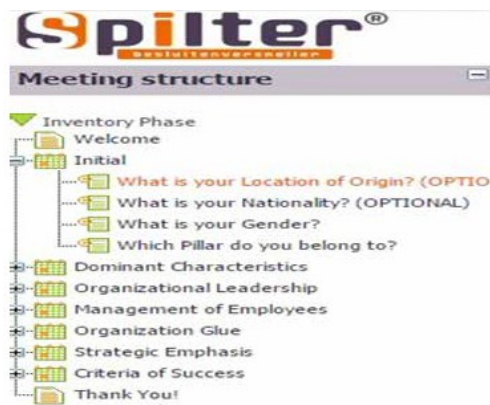 Spilter®
besluitenversneller
Meeting structure
Inventory Phase
Welcome
Initial
What is your Location of Origin? (OPTIO
What is your Nationality? (OPTIONAL)
What is your Gender?
Which Pillar do you belong to?
Dominant Characteristics
Organizational Leadership
Management of Employees
Organization Glue
Strategic Emphasis
Criteria of Success
Thank You!